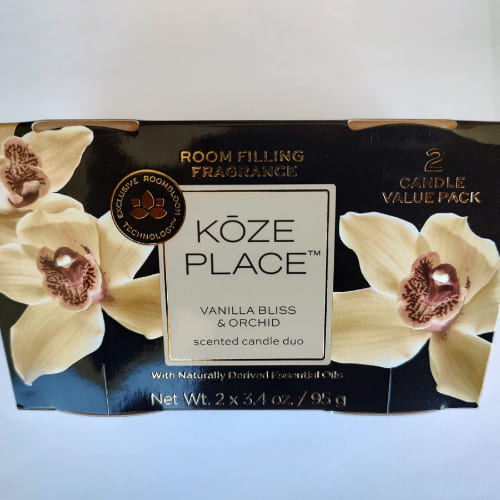 ROOM FILLING
FRAGRANCE
2
CANDLE
VALUE PACK
EXCLUSIVE ROOMBLOOM
TECHNOLOGY™
KŌZE
PLACE™
VANILLA BLISS
& ORCHID
scented candle duo
With Naturally Derived Essential Oils
Net Wt. 2 x 3.4 oz. / 95 g